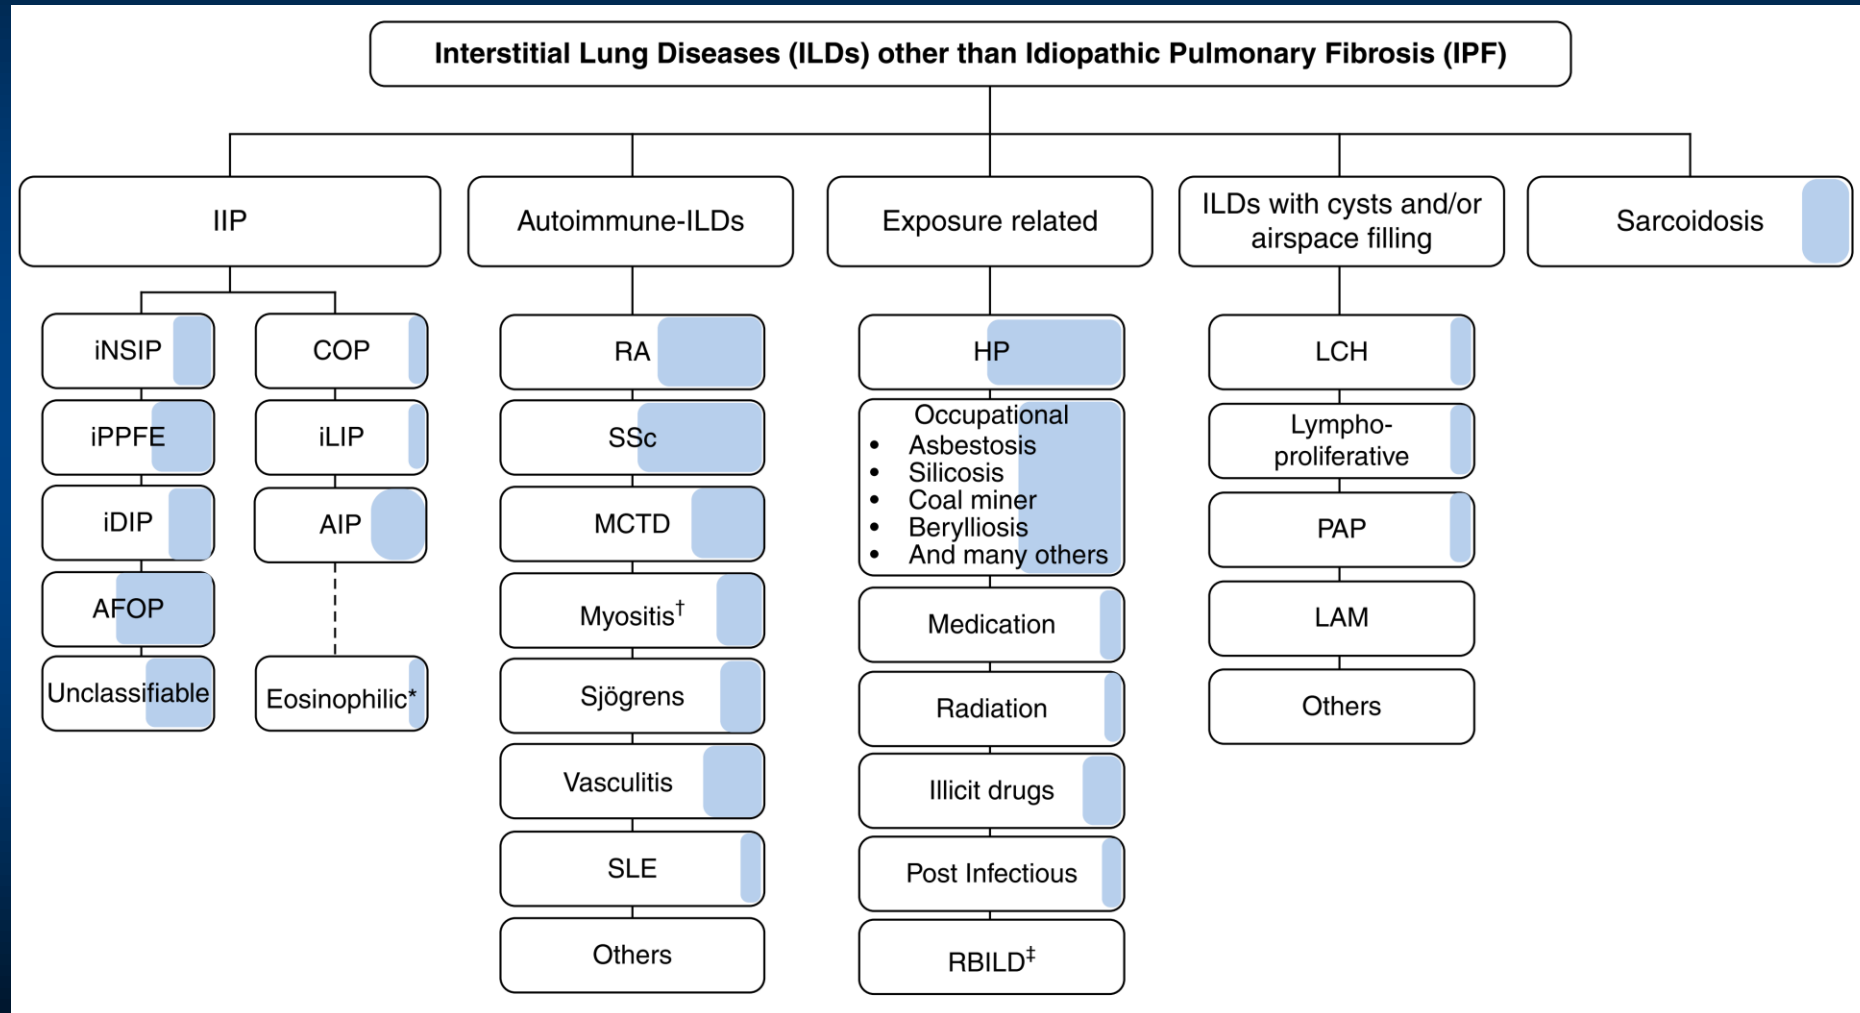 Interstitial Lung Diseases (ILDs) other than Idiopathic Pulmonary Fibrosis (IPF)
IIP
iNSIP
iPPFE
iDIP
AFOP
Unclassifiable
COP
iLIP
AIP
Eosinophilic*
Autoimmune-ILDs
RA
SSc
MCTD
Myositis†
Sjögrens
Vasculitis
SLE
Others
Exposure related
HP
Occupational
• Asbestosis
• Silicosis
• Coal miner
• Berylliosis
• And many others
Medication
Radiation
Illicit drugs
Post Infectious
RBILD‡
ILDs with cysts and/or
airspace filling
LCH
Lympho-
proliferative
PAP
LAM
Others
Sarcoidosis